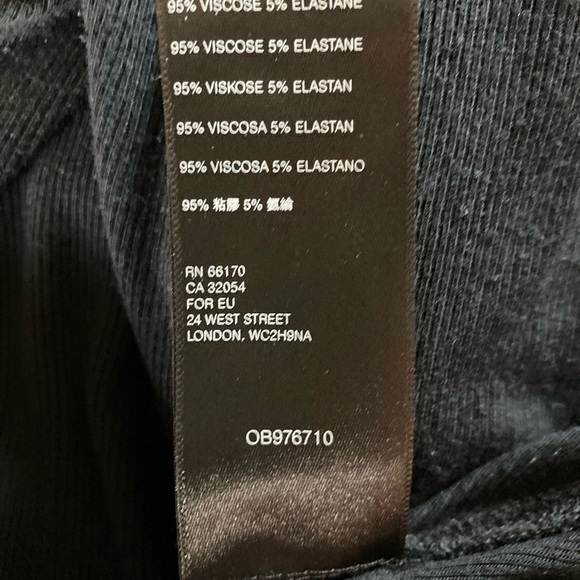 95% VISCOSE 5% ELASTANE
95% VISCOSE 5% ELASTANE
95% VISKOSE 5% ELASTAN
95% VISCOSA 5% ELASTAN
95% VISCOSA 5% ELASTANO
95% 粘膠 5% 氨綸
RN 66170
CA 32054
FOR EU
24 WEST STREET
LONDON, WC2H9NA
OB976710